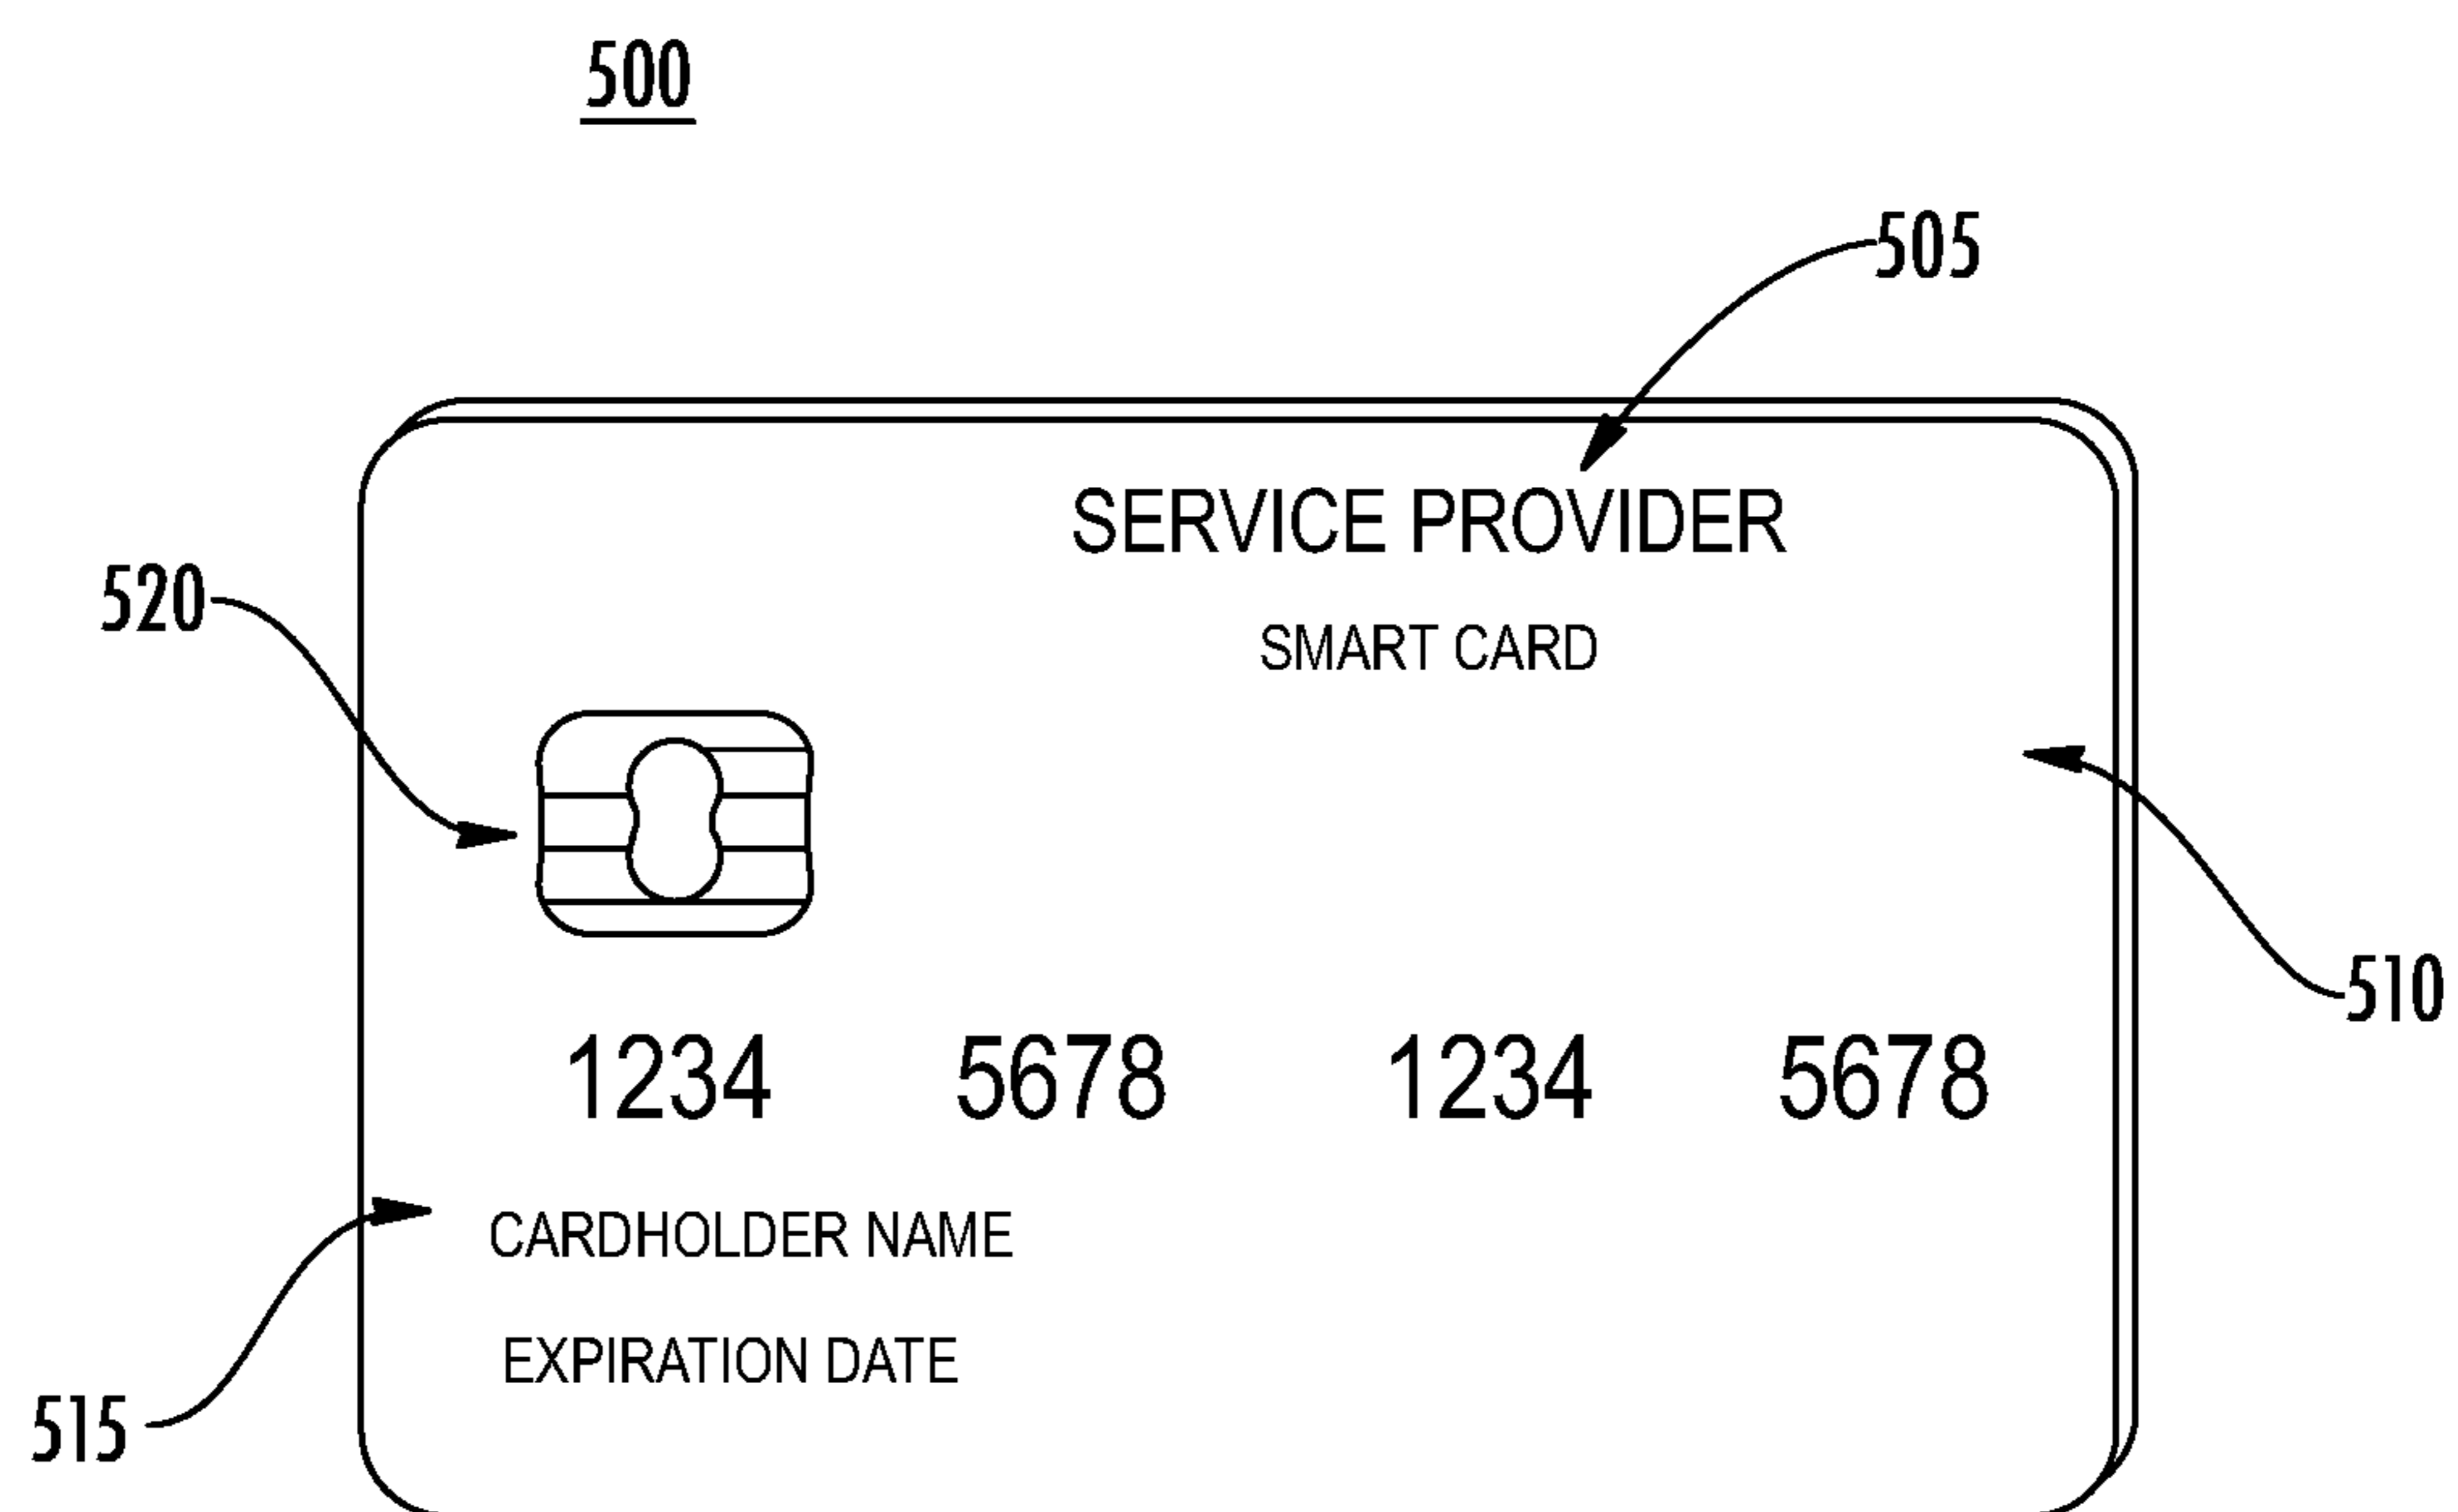 500
505
SERVICE PROVIDER
520
SMART CARD
510
1234 5678 1234 5678
CARDHOLDER NAME
EXPIRATION DATE
515